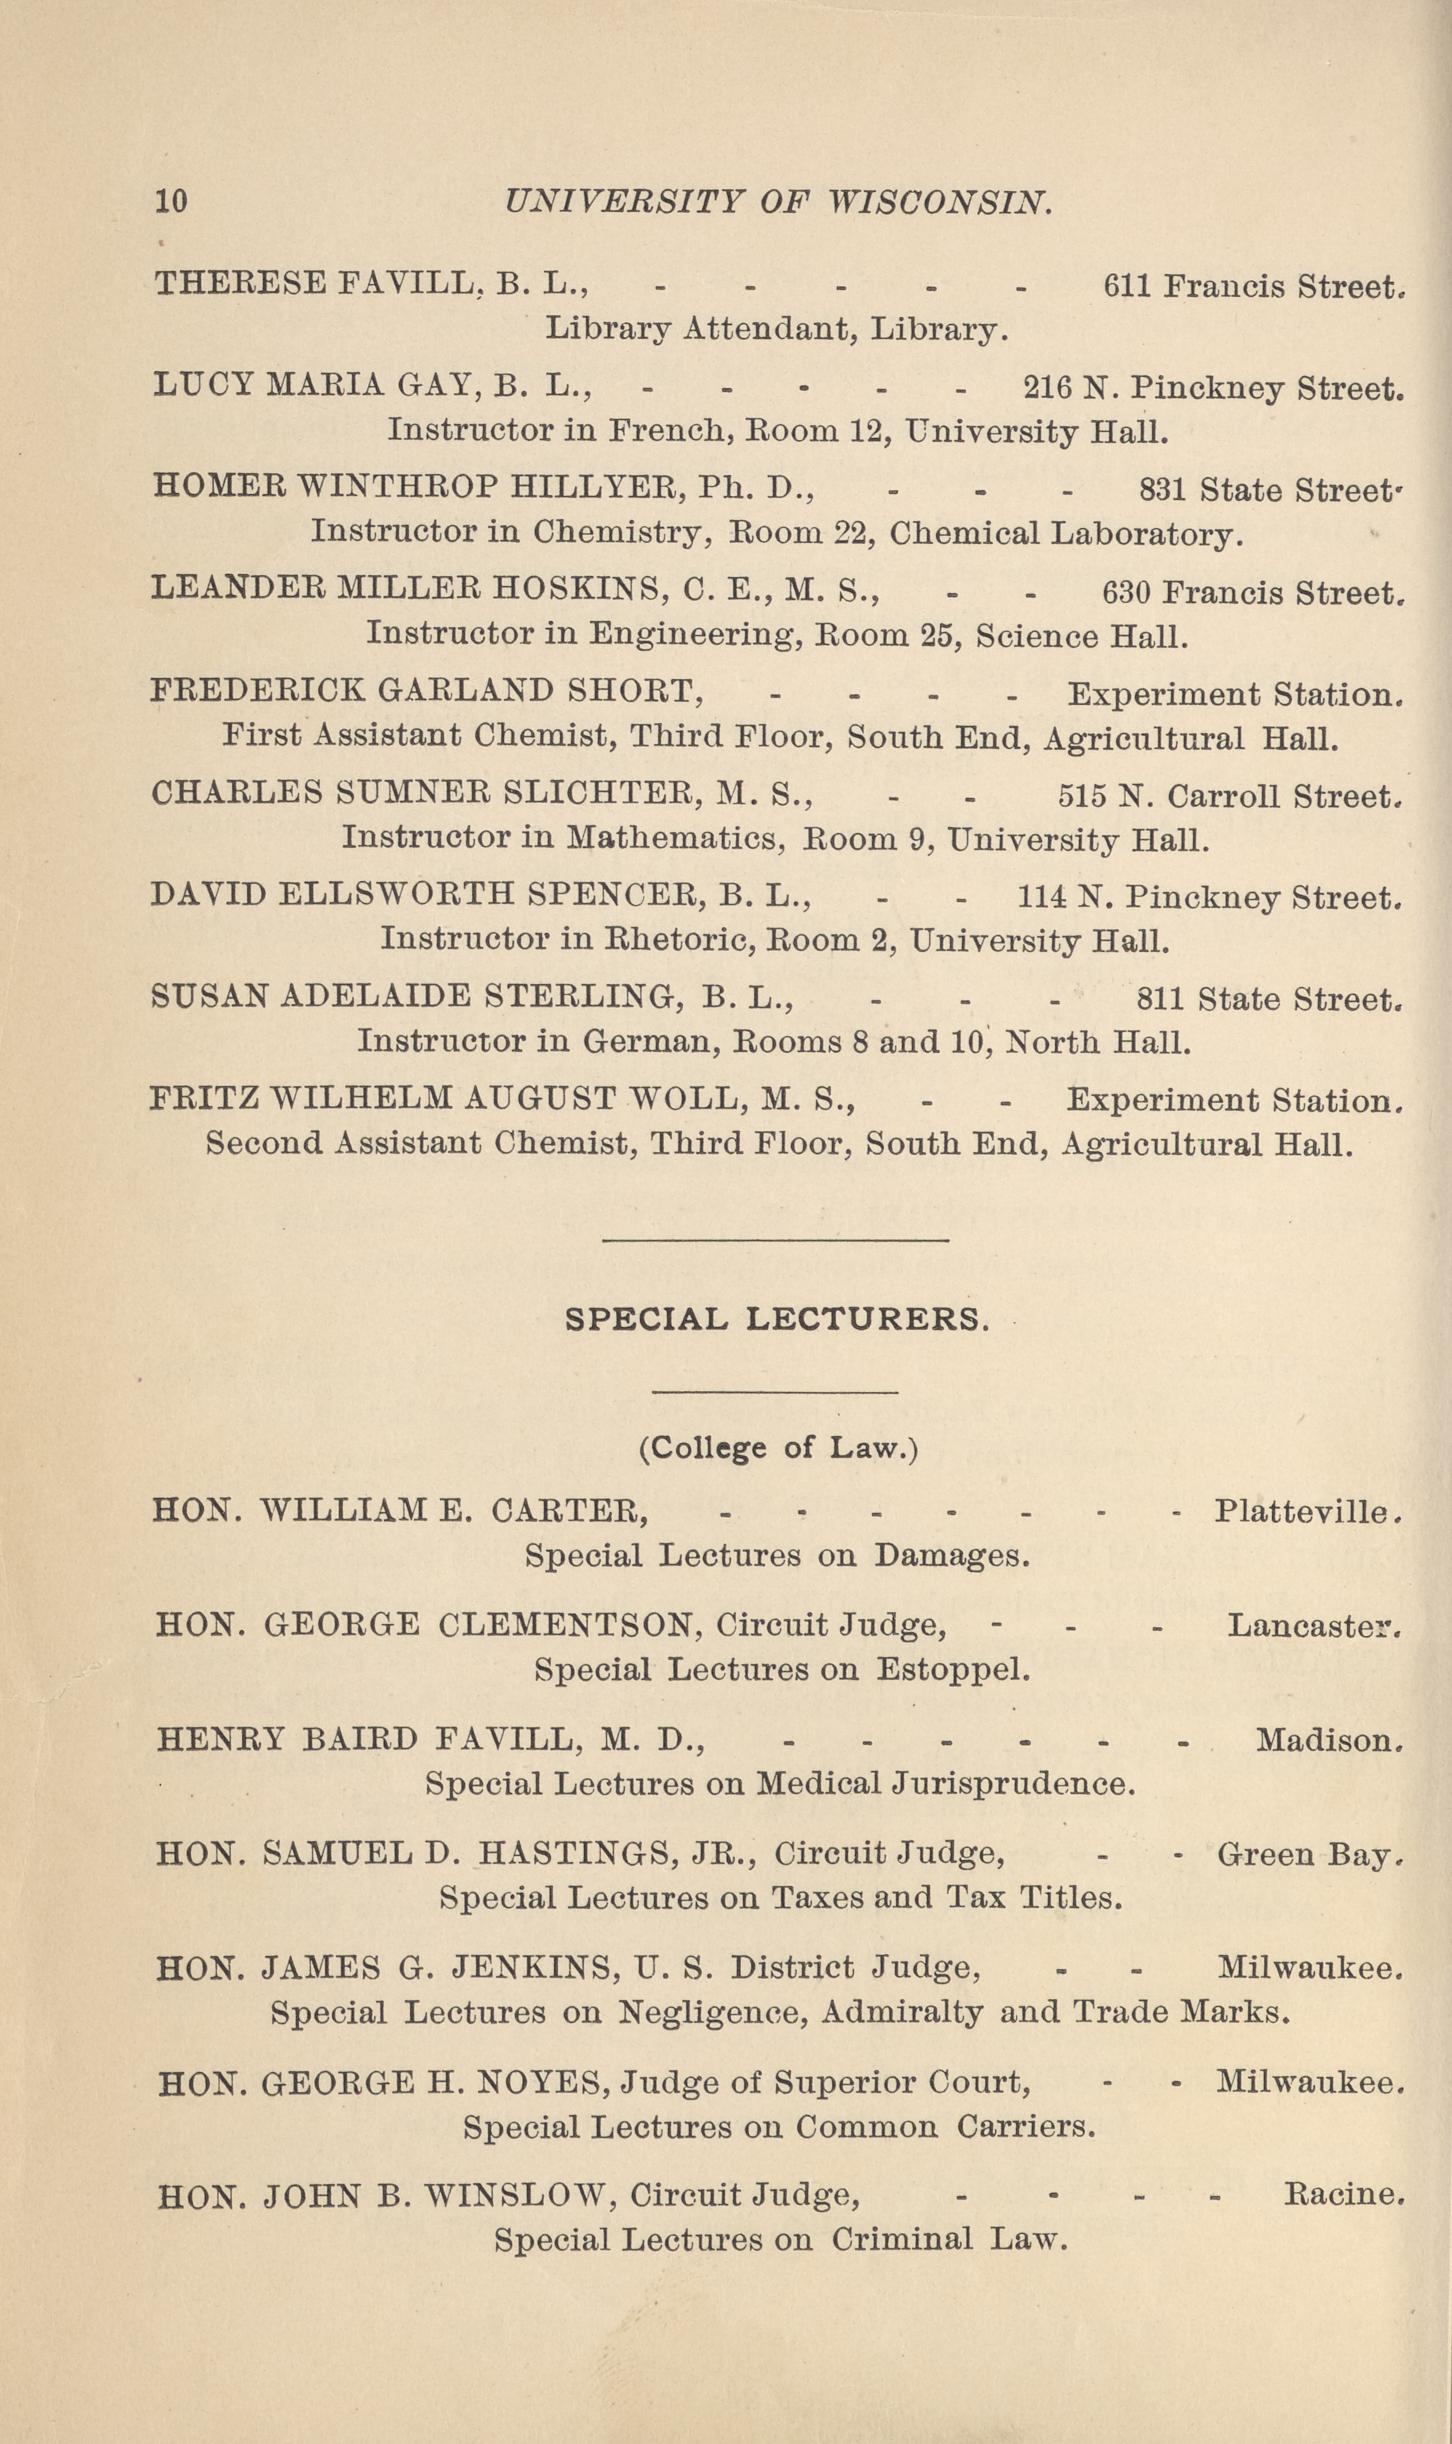 10 UNIVERSITY OF WISCONSIN.
THERESE FAVILL, B. L., - - - - - 611 Francis Street.
Library Attendant, Library.
LUCY MARIA GAY, B. L., - - - - - 216 N. Pinckney Street.
Instructor in French, Room 12, University Hall.
HOMER WINTHROP HILLYER, Ph. D., - - - 831 State Street.
Instructor in Chemistry, Room 22, Chemical Laboratory.
LEANDER MILLER HOSKINS, C. E., M. S., - - 630 Francis Street.
Instructor in Engineering, Room 25, Science Hall.
FREDERICK GARLAND SHORT, - - - - Experiment Station.
First Assistant Chemist, Third Floor, South End, Agricultural Hall.
CHARLES SUMNER SLICHTER, M. S., - - 515 N. Carroll Street.
Instructor in Mathematics, Room 9, University Hall.
DAVID ELLSWORTH SPENCER, B. L., - - 114 N. Pinckney Street.
Instructor in Rhetoric, Room 2, University Hall.
SUSAN ADELAIDE STERLING, B. L., - - - 811 State Street.
Instructor in German, Rooms 8 and 10, North Hall.
FRITZ WILHELM AUGUST WOLL, M. S., - - Experiment Station.
Second Assistant Chemist, Third Floor, South End, Agricultural Hall.
SPECIAL LECTURERS.
(College of Law.)
HON. WILLIAM E. CARTER, - - - - - - - Platteville.
Special Lectures on Damages.
HON. GEORGE CLEMENTSON, Circuit Judge, - - - Lancaster.
Special Lectures on Estoppel.
HENRY BAIRD FAVILL, M. D., - - - - - - Madison.
Special Lectures on Medical Jurisprudence.
HON. SAMUEL D. HASTINGS, JR., Circuit Judge, - - Green Bay.
Special Lectures on Taxes and Tax Titles.
HON. JAMES G. JENKINS, U. S. District Judge, - - Milwaukee.
Special Lectures on Negligence, Admiralty and Trade Marks.
HON. GEORGE H. NOYES, Judge of Superior Court, - - Milwaukee.
Special Lectures on Common Carriers.
HON. JOHN B. WINSLOW, Circuit Judge, - - - - Racine.
Special Lectures on Criminal Law.